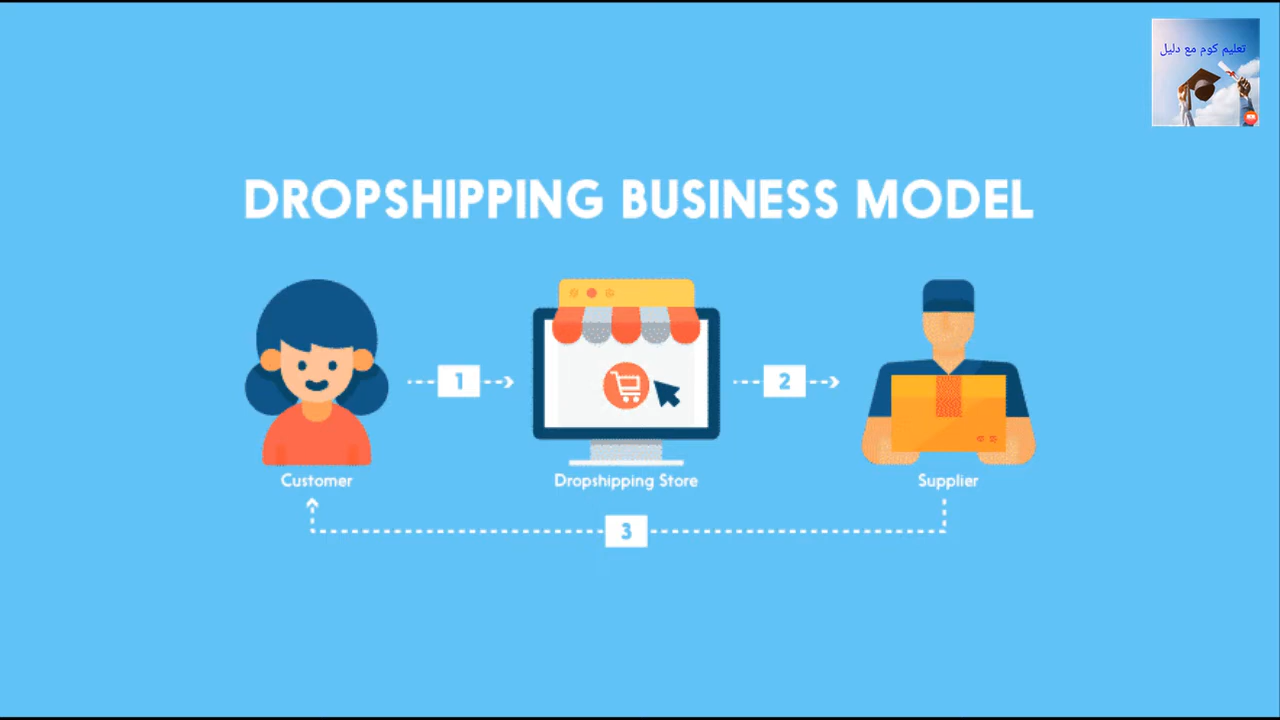 تعليم كوم مع دليل
DROPSHIPPING BUSINESS MODEL
1
2
Customer
Dropshipping Store
Supplier
3